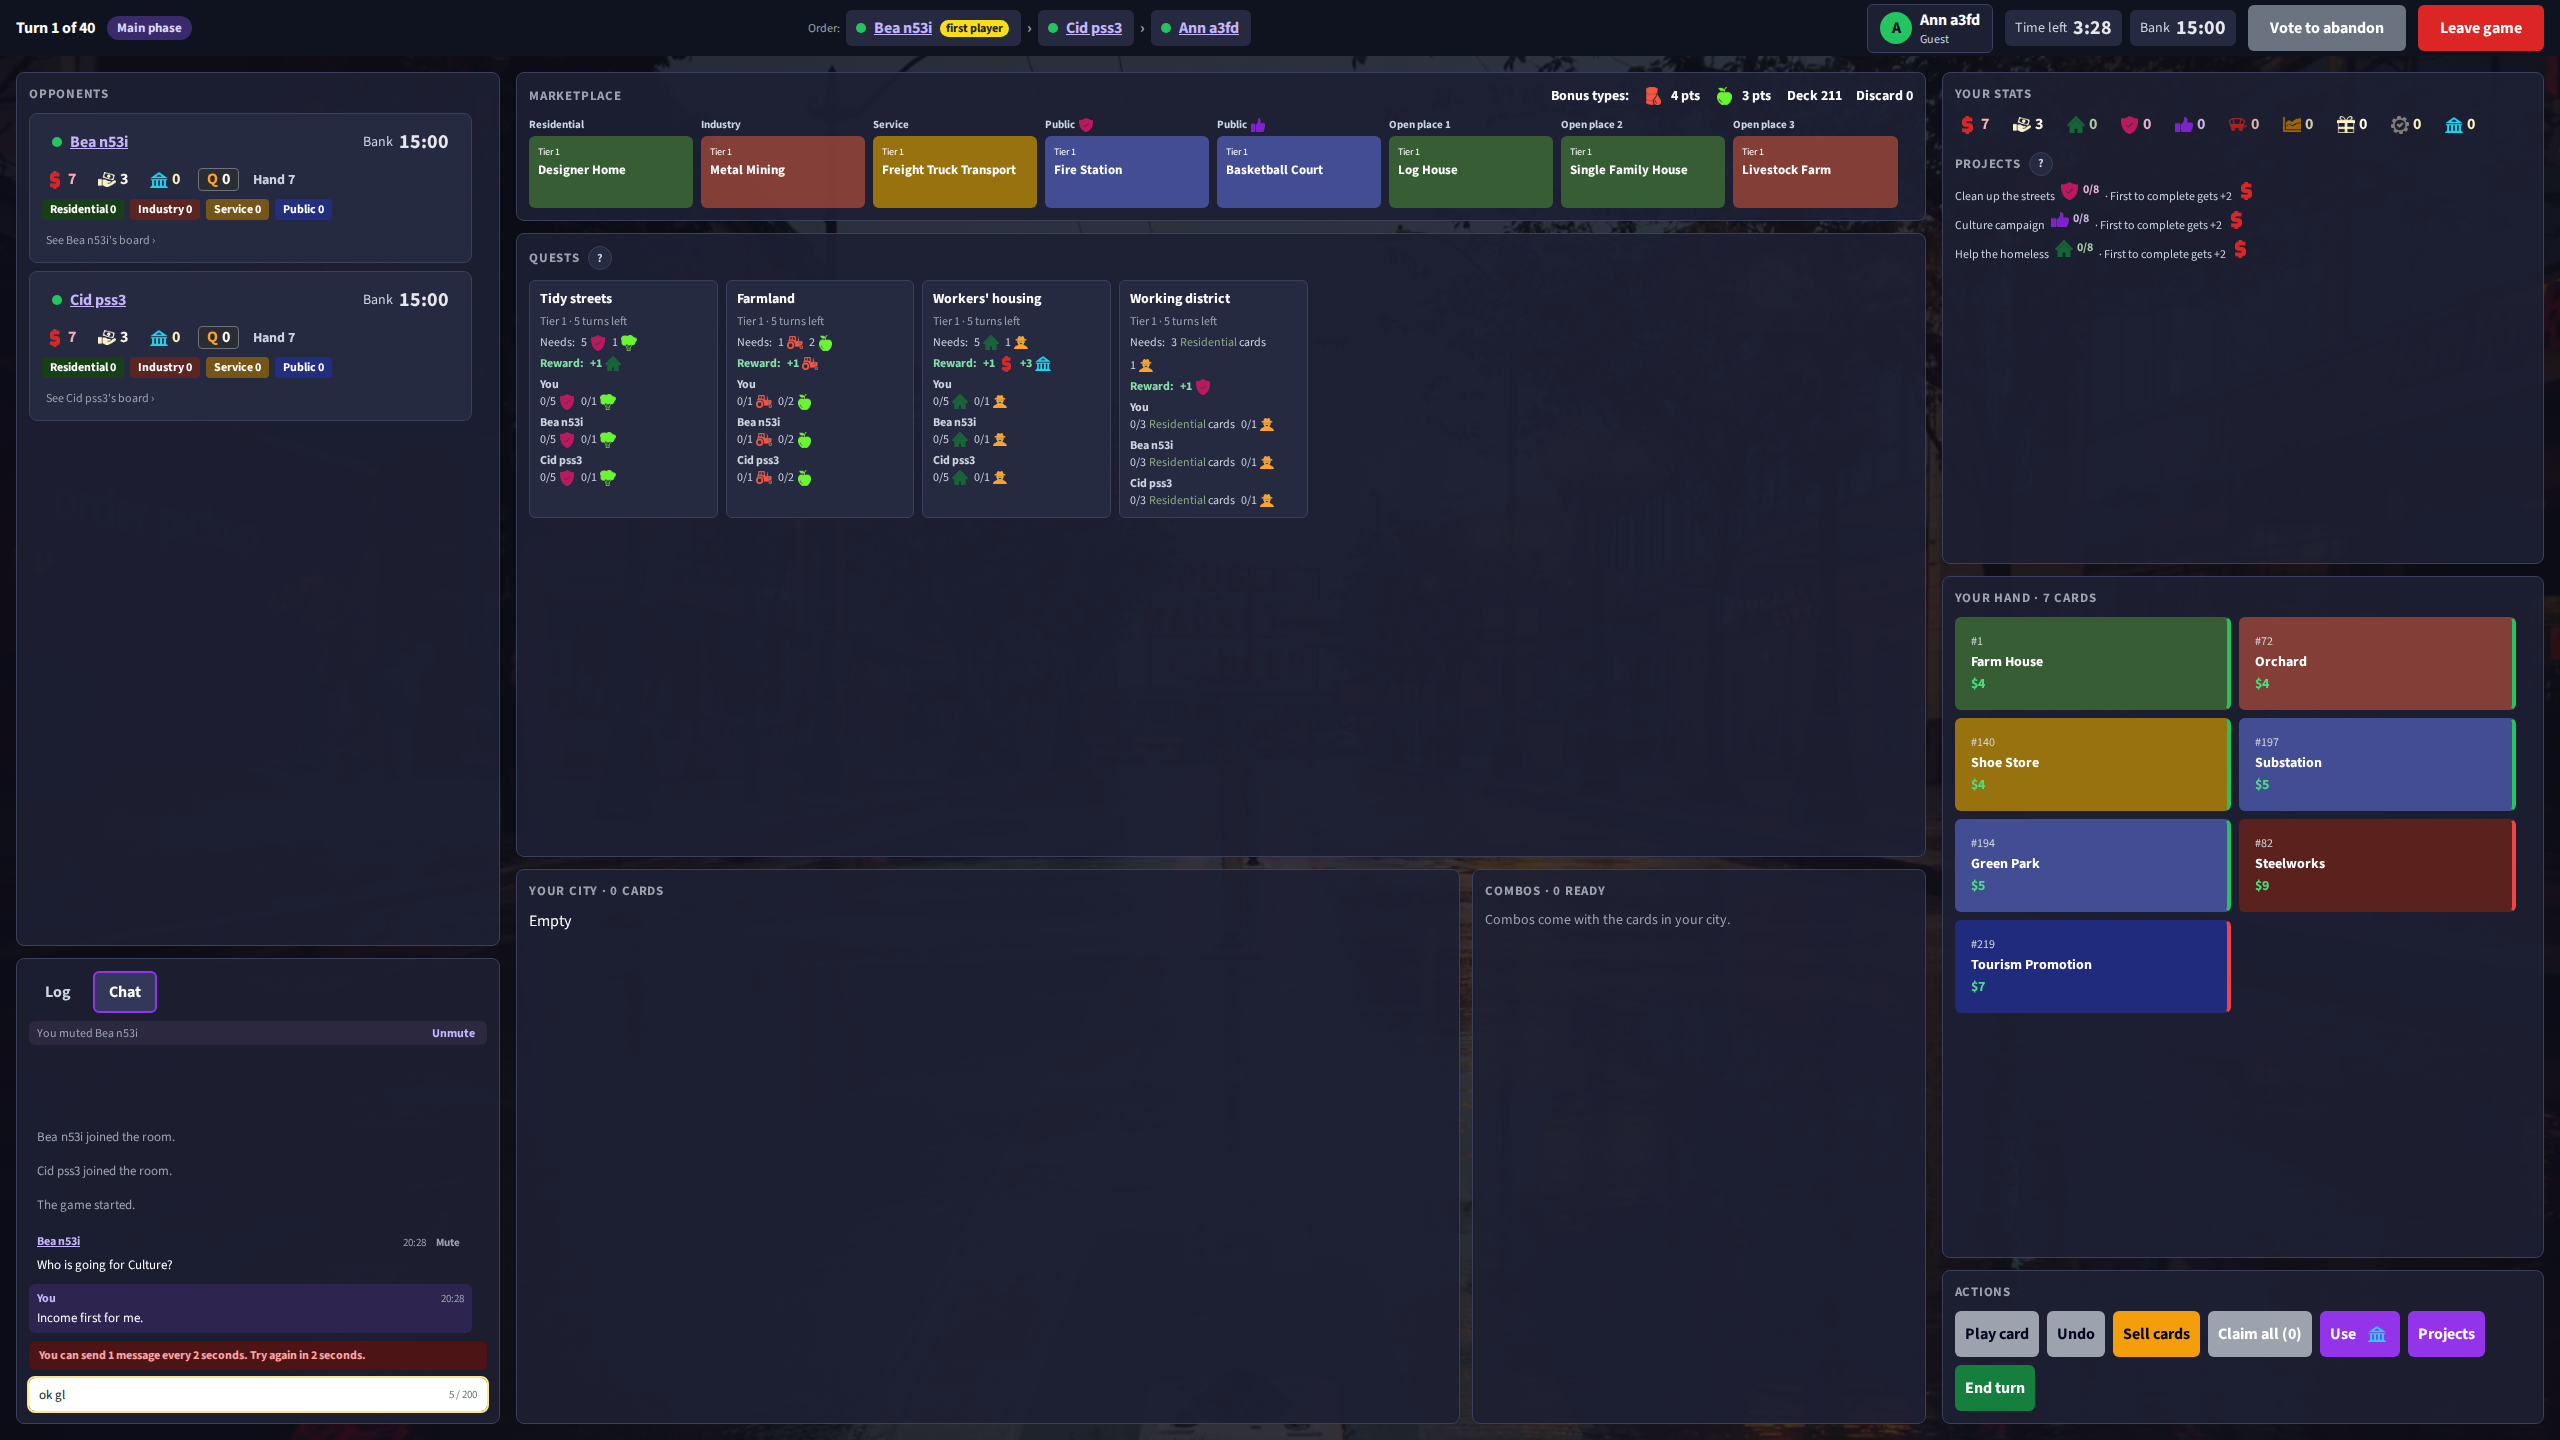 Turn 1 of 40 Main phase
Order: Bea n53i first player › Cid pss3 › Ann a3fd
A Ann a3fd
Guest
Time left 3:28
Bank 15:00
Vote to abandon
Leave game
OPPONENTS
Bea n53i Bank 15:00
$ 7 3 0 Q 0 Hand 7
Residential 0 Industry 0 Service 0 Public 0
See Bea n53i's board ›
Cid pss3 Bank 15:00
$ 7 3 0 Q 0 Hand 7
Residential 0 Industry 0 Service 0 Public 0
See Cid pss3's board ›
Log Chat
You muted Bea n53i Unmute
Bea n53i joined the room.
Cid pss3 joined the room.
The game started.
Bea n53i 20:28 Mute
Who is going for Culture?
You 20:28
Income first for me.
You can send 1 message every 2 seconds. Try again in 2 seconds.
ok gl 5 / 200
MARKETPLACE
Bonus types: 4 pts 3 pts Deck 211 Discard 0
Residential
Tier 1
Designer Home
Industry
Tier 1
Metal Mining
Service
Tier 1
Freight Truck Transport
Public
Tier 1
Fire Station
Public
Tier 1
Basketball Court
Open place 1
Tier 1
Log House
Open place 2
Tier 1
Single Family House
Open place 3
Tier 1
Livestock Farm
QUESTS ?
Tidy streets
Tier 1 · 5 turns left
Needs: 5 1
Reward: +1
You
0/5 0/1
Bea n53i
0/5 0/1
Cid pss3
0/5 0/1
Farmland
Tier 1 · 5 turns left
Needs: 1 2
Reward: +1
You
0/1 0/2
Bea n53i
0/1 0/2
Cid pss3
0/1 0/2
Workers' housing
Tier 1 · 5 turns left
Needs: 5 1
Reward: +1 $ +3
You
0/5 0/1
Bea n53i
0/5 0/1
Cid pss3
0/5 0/1
Working district
Tier 1 · 5 turns left
Needs: 3 Residential cards
1
Reward: +1
You
0/3 Residential cards 0/1
Bea n53i
0/3 Residential cards 0/1
Cid pss3
0/3 Residential cards 0/1
YOUR CITY · 0 CARDS
Empty
COMBOS · 0 READY
Combos come with the cards in your city.
YOUR STATS
$ 7 3 0 0 0 0 0 0 0 0
PROJECTS ?
Clean up the streets 0/8 · First to complete gets +2 $
Culture campaign 0/8 · First to complete gets +2 $
Help the homeless 0/8 · First to complete gets +2 $
YOUR HAND · 7 CARDS
#1
Farm House
$4
#72
Orchard
$4
#140
Shoe Store
$4
#197
Substation
$5
#194
Green Park
$5
#82
Steelworks
$9
#219
Tourism Promotion
$7
ACTIONS
Play card Undo Sell cards Claim all (0) Use Projects
End turn